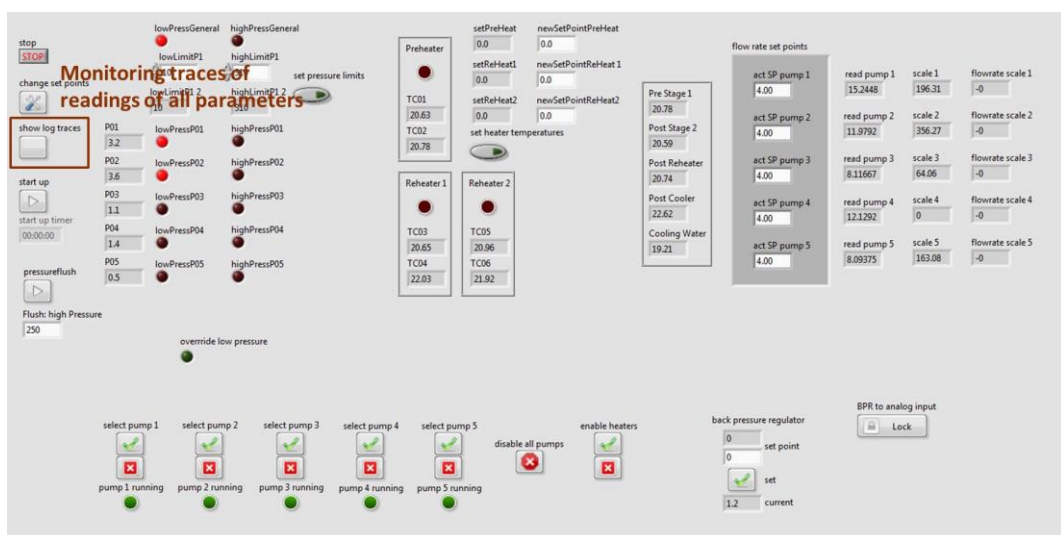 lowPressGeneral highPressGeneral
stop
STOP
lowLimitP1 highLimitP1
Monitoring traces of
readings of all parameters
change set points
lowLimitP1 2 highLimitP1 2
10 310
set pressure limits
show log traces
P01 lowPressP01 highPressP01
3.2
P02 lowPressP02 highPressP02
3.6
P03 lowPressP03 highPressP03
1.1
P04 lowPressP04 highPressP04
1.4
P05 lowPressP05 highPressP05
0.5
start up
start up timer
00:00:00
pressureflush
Flush: high Pressure
250
overrride low pressure
Preheater
TC01
20.63
TC02
20.78
Reheater 1
TC03
20.65
TC04
22.03
Reheater 2
TC05
20.96
TC06
21.92
setPreHeat newSetPointPreHeat
0.0 0.0
setReHeat1 newSetPointReHeat 1
0.0 0.0
setReHeat2 newSetPointReHeat2
0.0 0.0
set heater temperatures
Pre Stage 1
20.78
Post Stage 2
20.59
Post Reheater
20.74
Post Cooler
22.62
Cooling Water
19.21
flow rate set points
act SP pump 1 read pump 1 scale 1 flowrate scale 1
4.00 15.2448 196.31 -0
act SP pump 2 read pump 2 scale 2 flowrate scale 2
4.00 11.9792 356.27 -0
act SP pump 3 read pump 3 scale 3 flowrate scale 3
4.00 8.11667 64.06 -0
act SP pump 4 read pump 4 scale 4 flowrate scale 4
4.00 12.1292 0 -0
act SP pump 5 read pump 5 scale 5 flowrate scale 5
4.00 8.09375 163.08 -0
select pump 1 select pump 2 select pump 3 select pump 4 select pump 5
disable all pumps
enable heaters
pump 1 running pump 2 running pump 3 running pump 4 running pump 5 running
back pressure regulator
0
set point
0
set
1.2 current
BPR to analog input
Lock